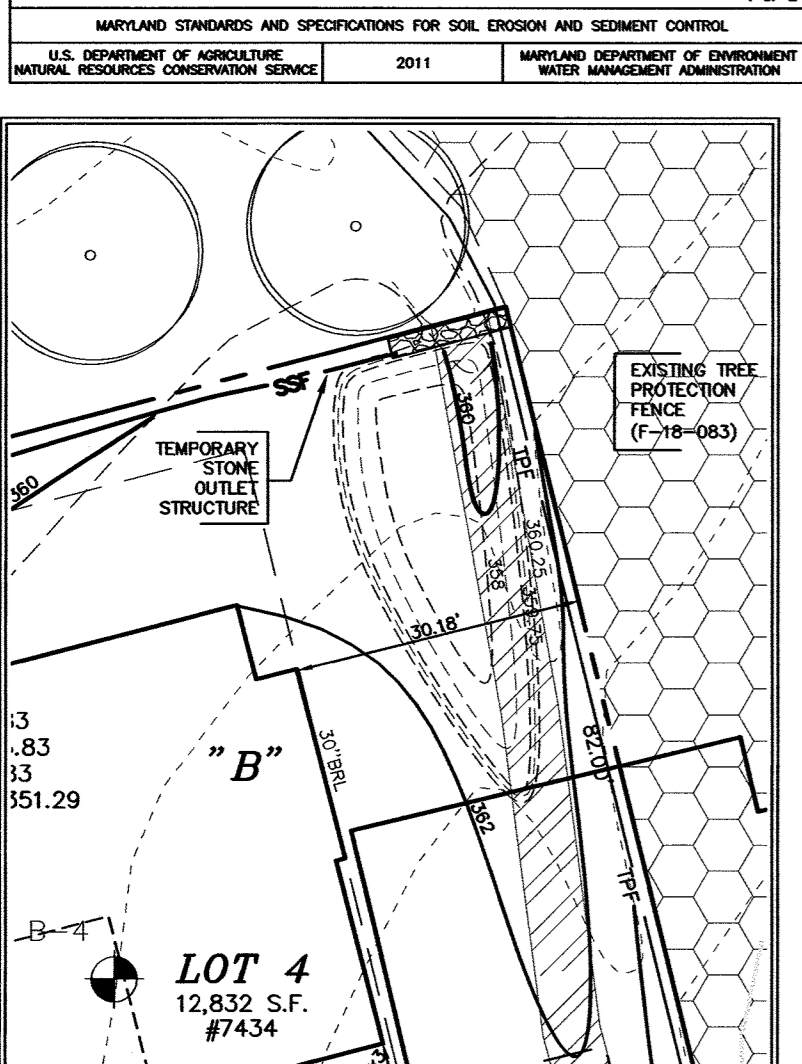 MARYLAND STANDARDS AND SPECIFICATIONS FOR SOIL EROSION AND SEDIMENT CONTROL
U.S. DEPARTMENT OF AGRICULTURE
NATURAL RESOURCES CONSERVATION SERVICE
2011
MARYLAND DEPARTMENT OF ENVIRONMENT
WATER MANAGEMENT ADMINISTRATION
SSF
360
EXISTING TREE
PROTECTION
FENCE
(F-18-083)
TEMPORARY
STONE
OUTLET
STRUCTURE
360
TPF
360.25
358
359.75
30.18'
"B"
30"BRL
82.00'
.83
351.29
362
TPF
B-4
LOT 4
12,832 S.F.
#7434